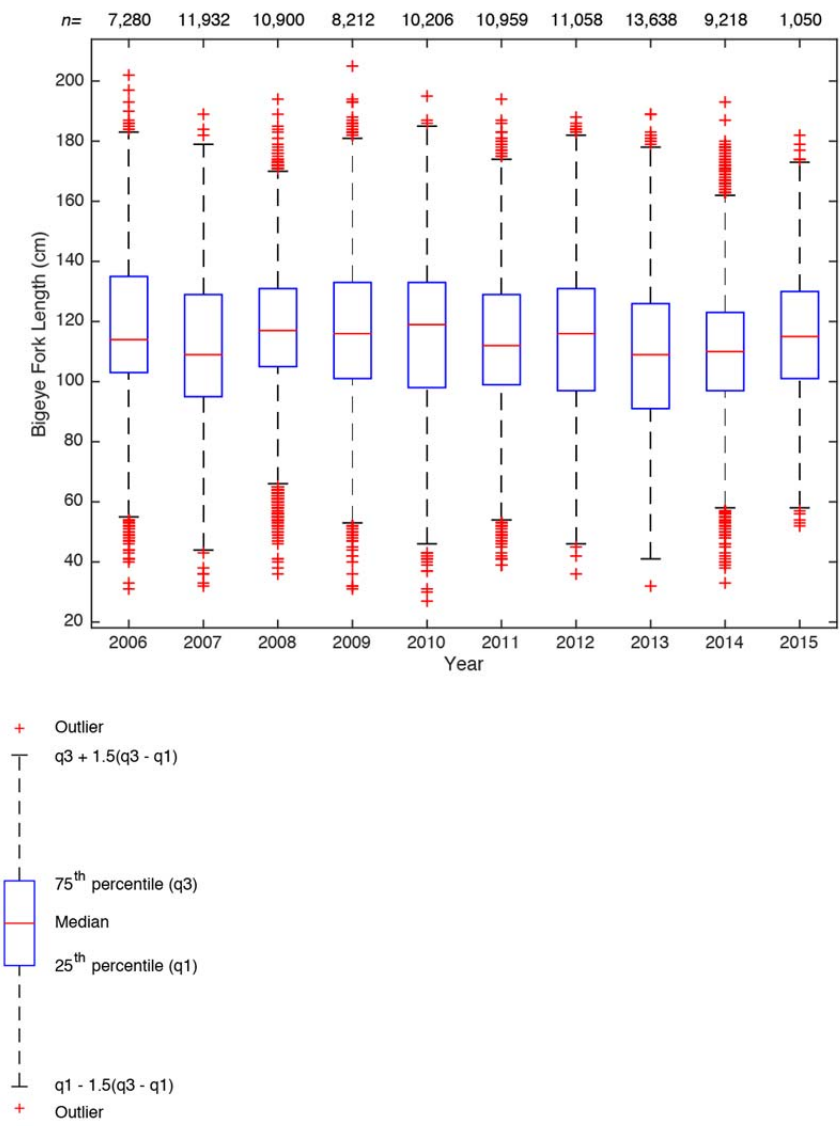 n= 7,280 11,932 10,900 8,212 10,206 10,959 11,058 13,638 9,218 1,050
200
180
160
140
120
100
80
60
40
20
Bigeye Fork Length (cm)
2006 2007 2008 2009 2010 2011 2012 2013 2014 2015
Year
Outlier
q3 + 1.5(q3 - q1)
75th percentile (q3)
Median
25th percentile (q1)
q1 - 1.5(q3 - q1)
Outlier